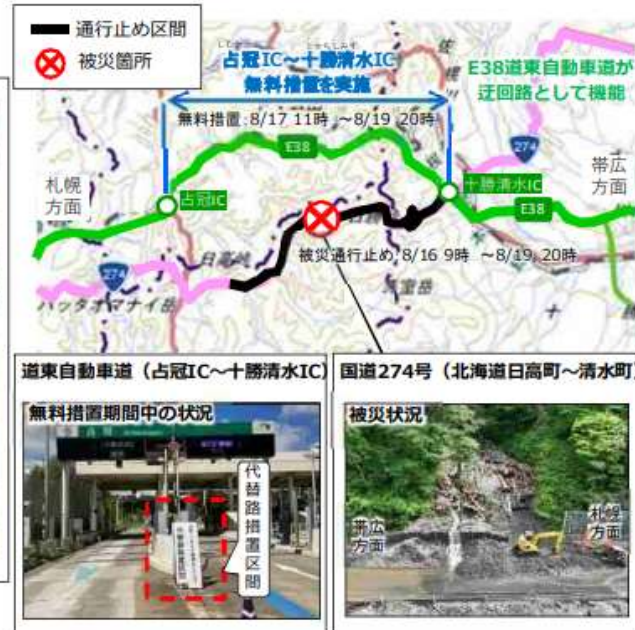 通行止め区間
被災箇所
占冠IC～十勝清水IC
無料措置を実施
E38道東自動車道が
迂回路として機能
無料措置:8/17 11時 ～8/19 20時
E38
274
札幌
方面
占冠IC
十勝清水IC
帯広
方面
E38
日高
被災通行止め:8/16 9時 ～8/19 20時
274
ハッタオマナイ岳
道東自動車道（占冠IC～十勝清水IC）
無料措置期間中の状況
代替路措置区間
国道274号（北海道日高町～清水町）
被災状況
帯広
方面
札幌
方面